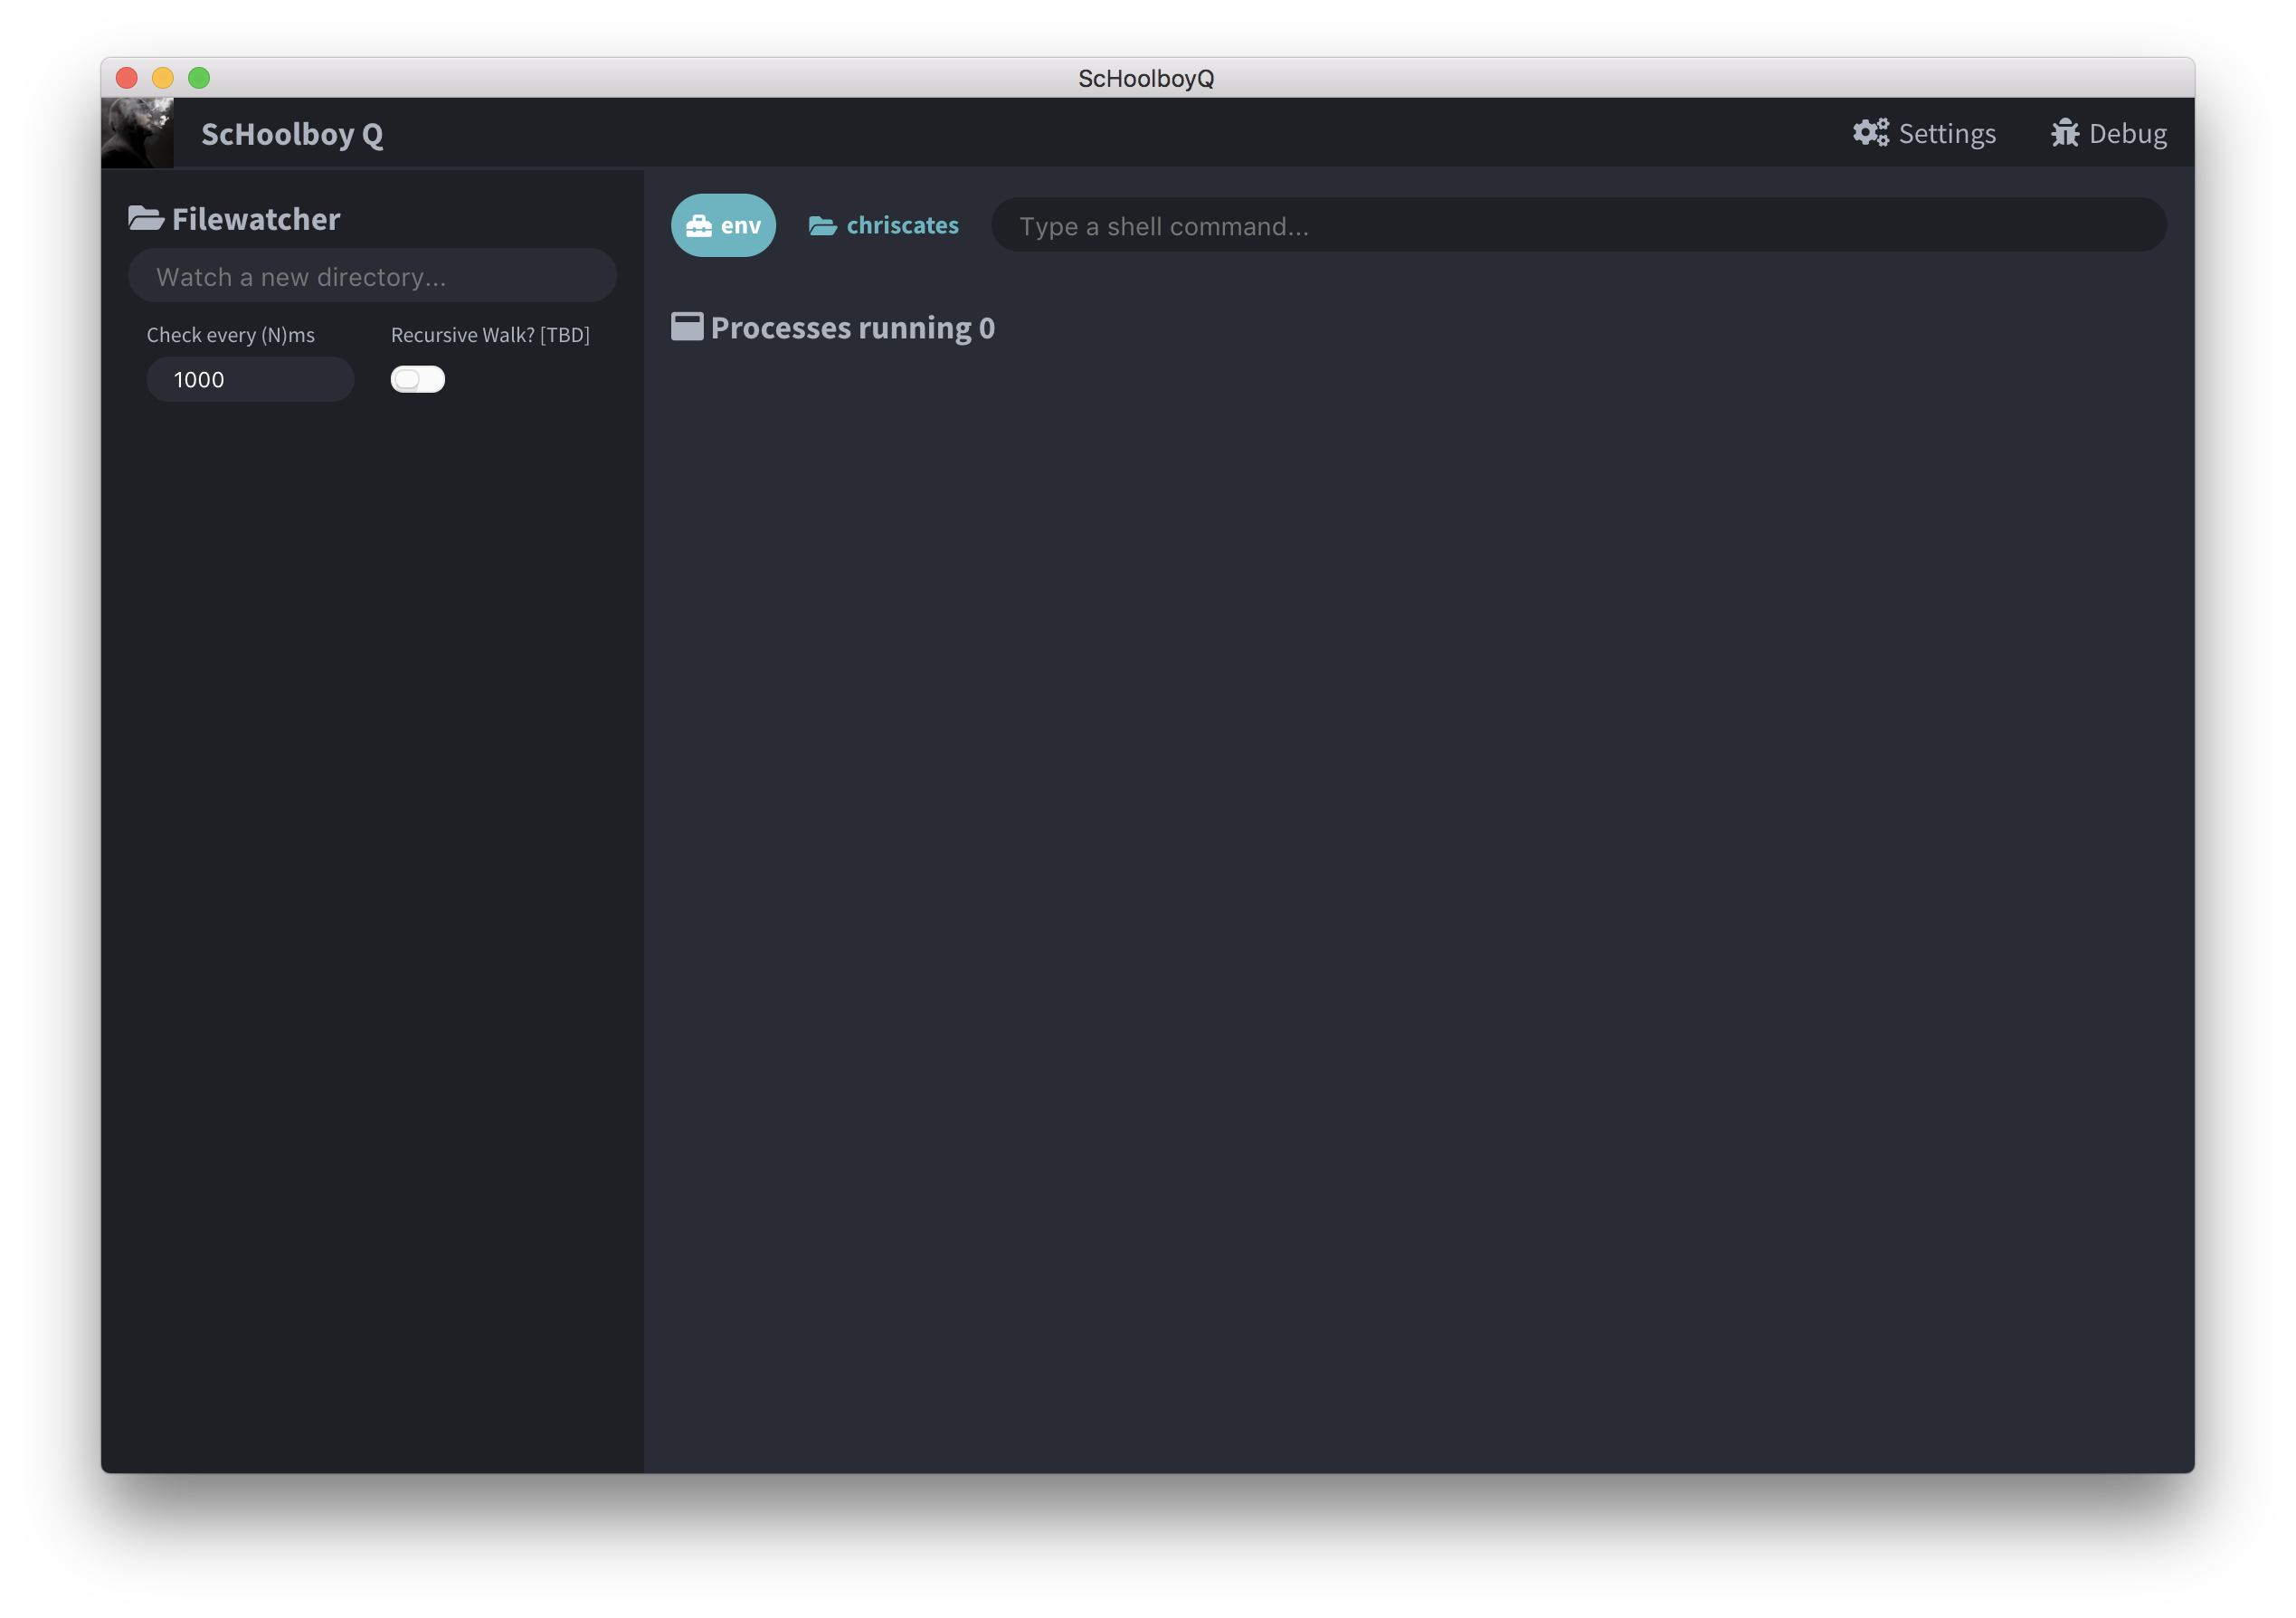 ScHoolboyQ
ScHoolboy Q
Settings
Debug
Filewatcher
Watch a new directory...
Check every (N)ms
Recursive Walk? [TBD]
1000
env
chriscates
Type a shell command...
Processes running 0